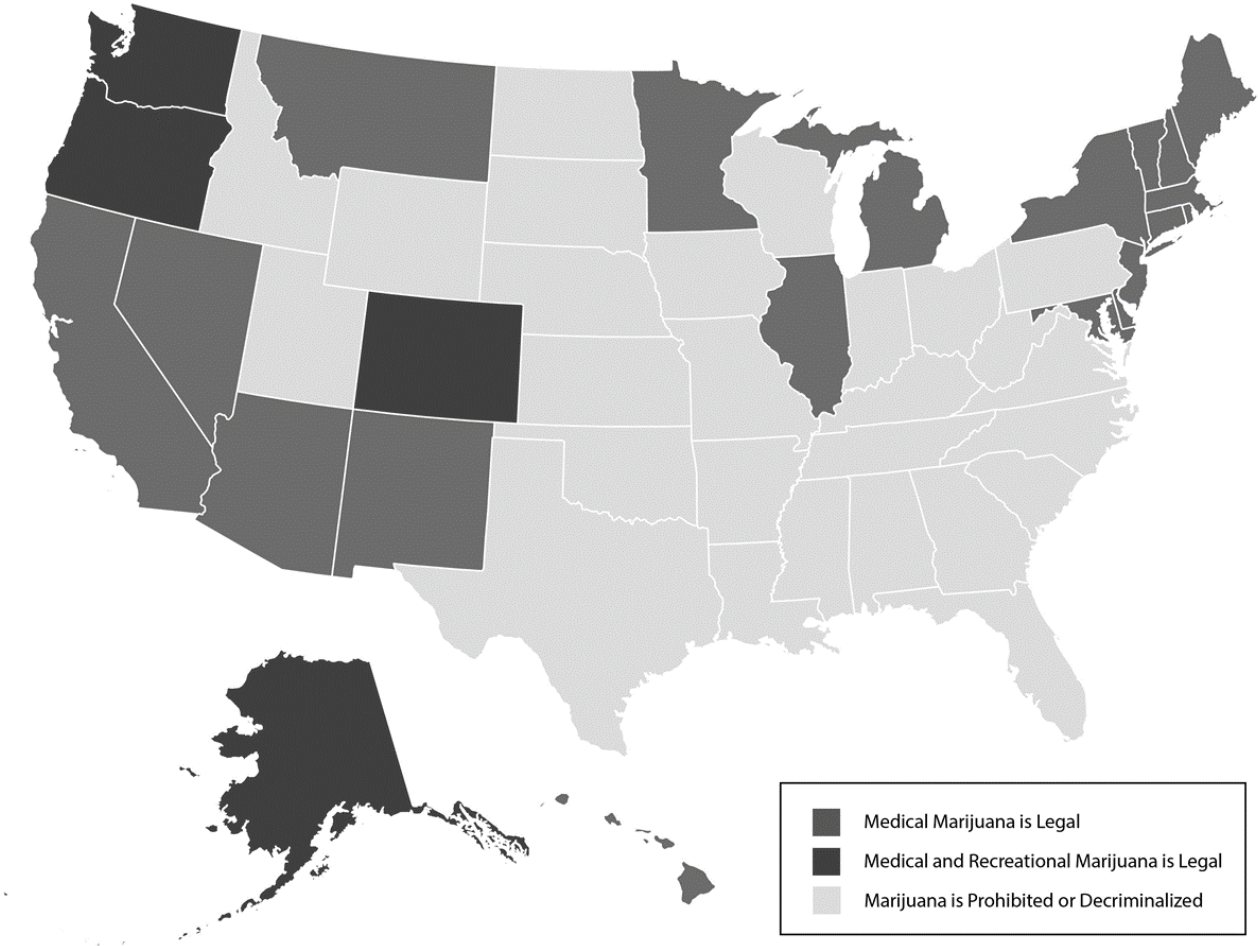 Medical Marijuana is Legal
Medical and Recreational Marijuana is Legal
Marijuana is Prohibited or Decriminalized